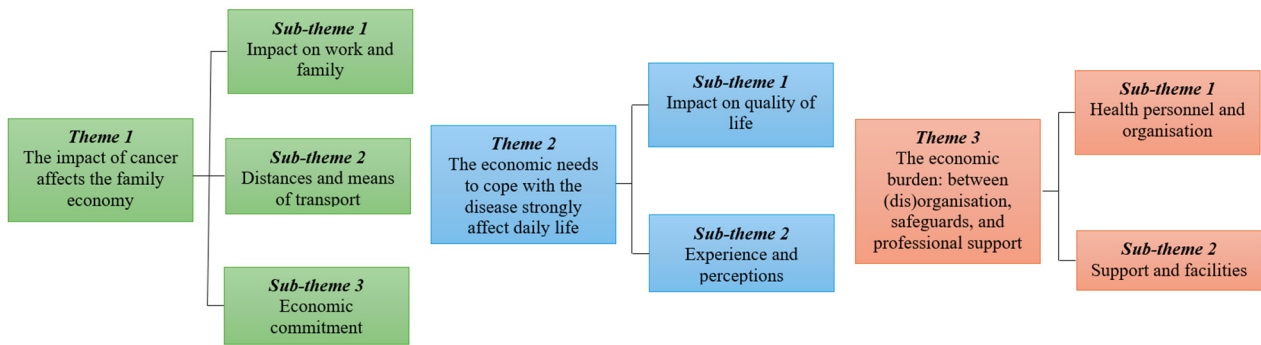 Theme 1
The impact of cancer
affects the family
economy
Sub-theme 1
Impact on work and
family
Sub-theme 2
Distances and means
of transport
Sub-theme 3
Economic
commitment
Theme 2
The economic needs
to cope with the
disease strongly
affect daily life
Sub-theme 1
Impact on quality of
life
Sub-theme 2
Experience and
perceptions
Theme 3
The economic
burden: between
(dis)organisation,
safeguards, and
professional support
Sub-theme 1
Health personnel and
organisation
Sub-theme 2
Support and facilities